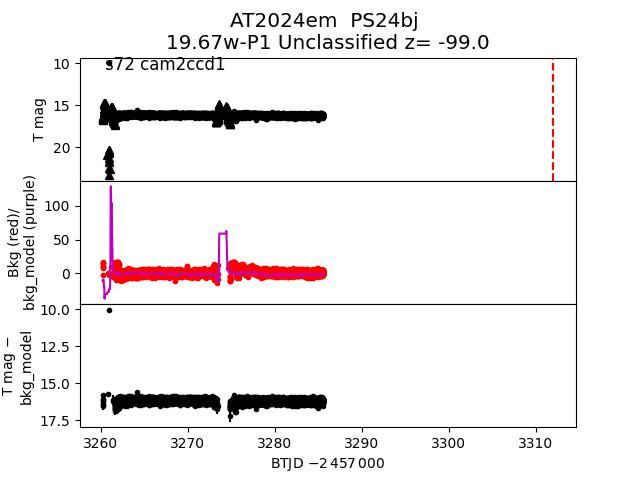 AT2024em  PS24bj
19.67w-P1 Unclassified z= -99.0
s72 cam2ccd1
T mag
10
15
20
Bkg (red)/
bkg_model (purple)
100
50
0
T mag −
bkg_model
10.0
12.5
15.0
17.5
3260
3270
3280
3290
3300
3310
BTJD −2 457 000